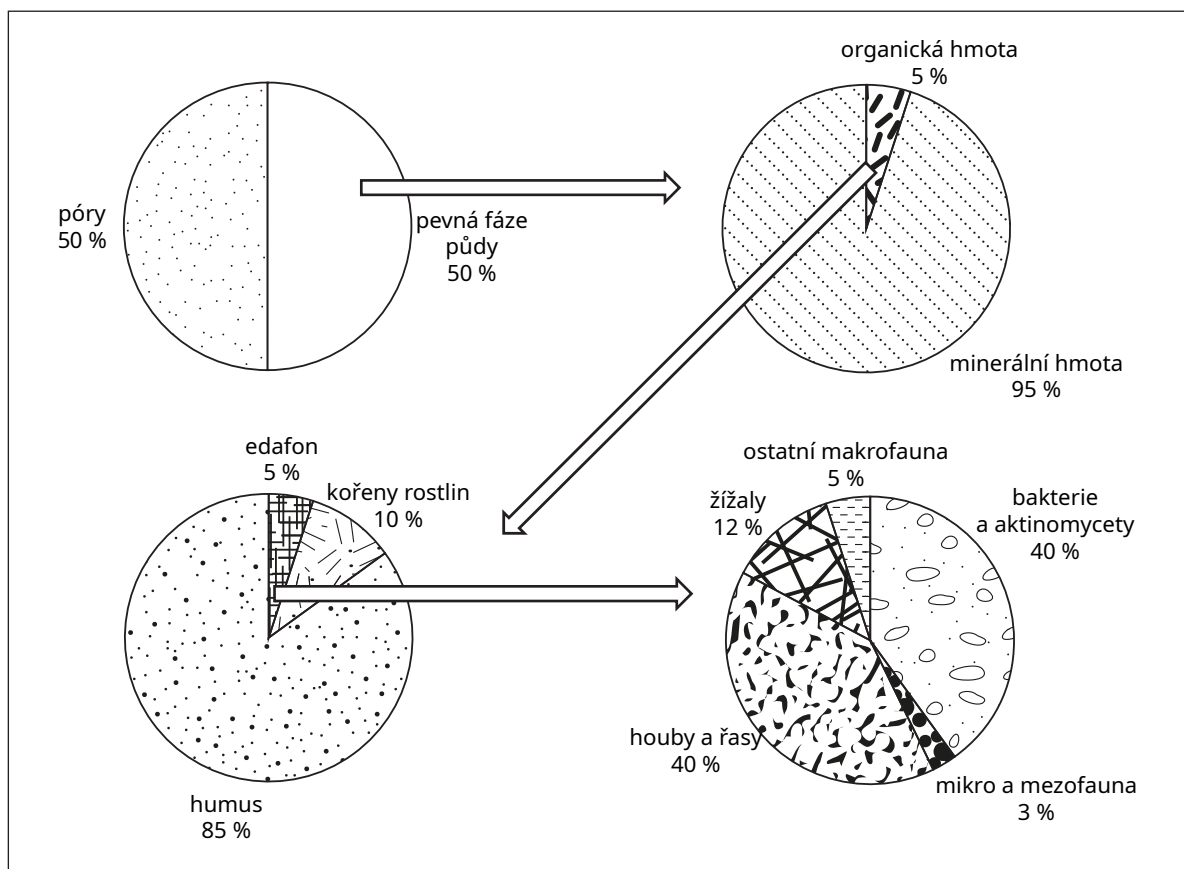 organická hmota
5 %
póry
50 %
pevná fáze
půdy
50 %
minerální hmota
95 %
edafon
5 %
kořeny rostlin
10 %
humus
85 %
ostatní makrofauna
5 %
žížaly
12 %
bakterie
a aktinomycety
40 %
houby a řasy
40 %
mikro a mezofauna
3 %